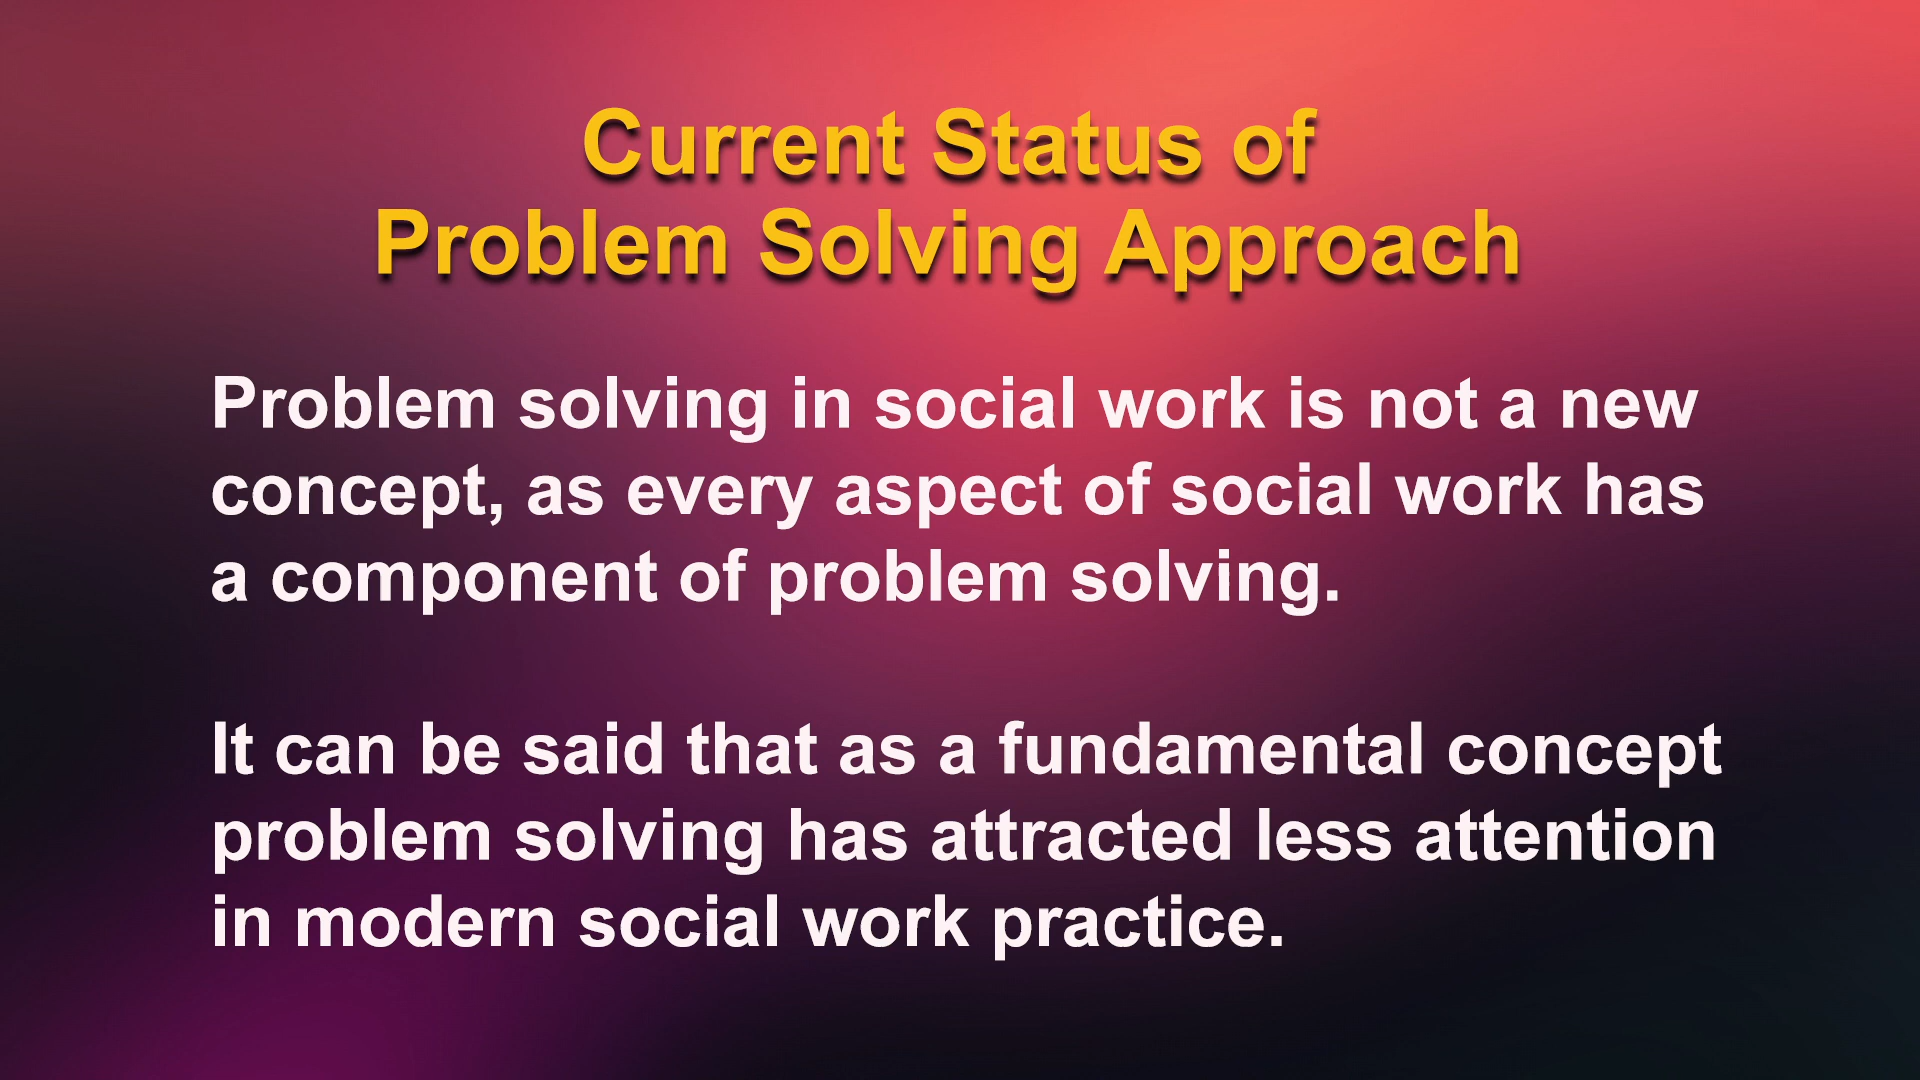 Current Status of
Problem Solving Approach
Problem solving in social work is not a new
concept, as every aspect of social work has
a component of problem solving.
It can be said that as a fundamental concept
problem solving has attracted less attention
in modern social work practice.